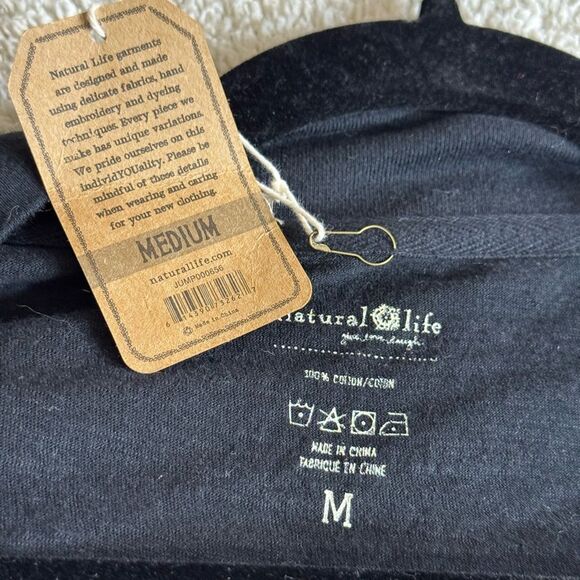 Natural Life garments
are designed and made
using delicate fabrics, hand
embroidery and dyeing
techniques. Every piece we
make has unique variations.
We pride ourselves on this
IndividYOUality. Please be
mindful of those details
when wearing and caring
for your new clothing.
MEDIUM
naturallife.com
JUMP000656
Made in China
natural life
give. love. laugh.
100% COTTON/COTON
MADE IN CHINA
FABRIQUÉ EN CHINE
M